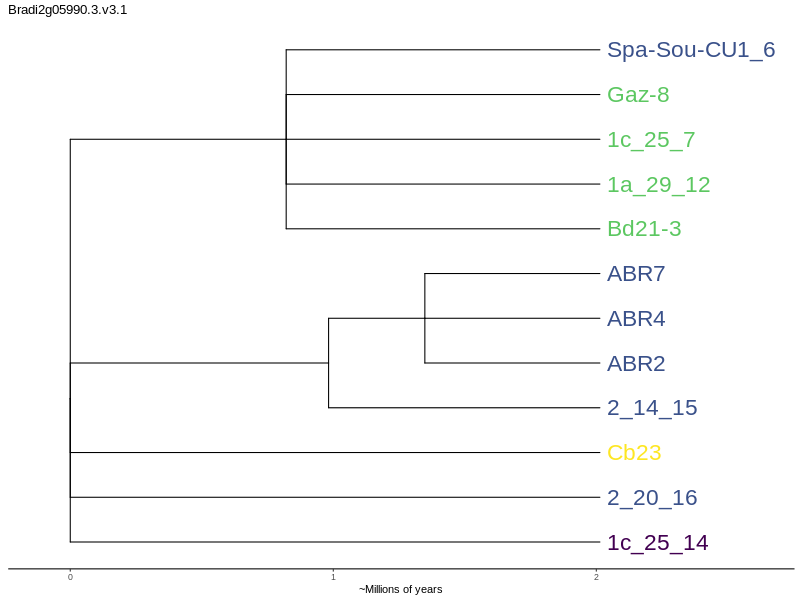 Bradi2g05990.3.v3.1
Spa-Sou-CU1_6
Gaz-8
1c_25_7
1a_29_12
Bd21-3
ABR7
ABR4
ABR2
2_14_15
Cb23
2_20_16
1c_25_14
0 1 2
~Millions of years